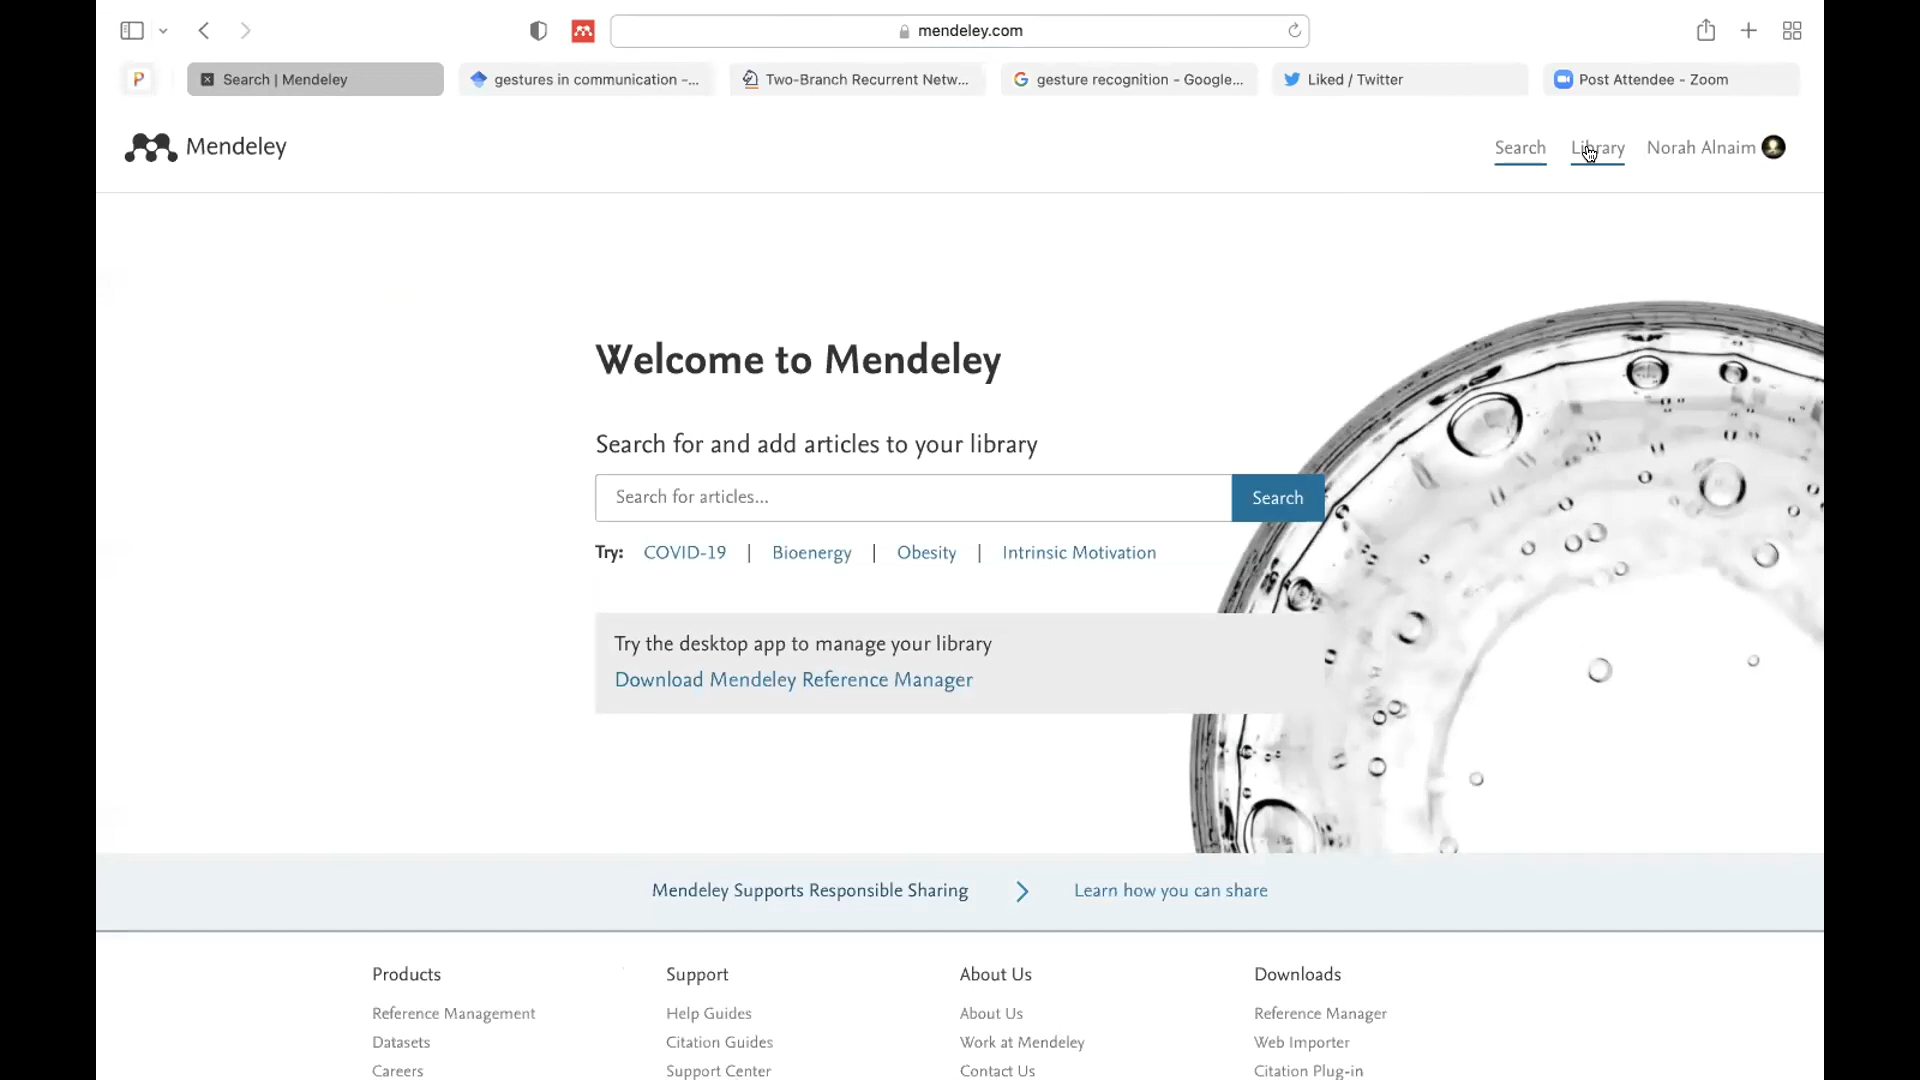 mendeley.com
P
Search | Mendeley
gestures in communication –...
Two-Branch Recurrent Netw...
gesture recognition - Google...
Liked / Twitter
Post Attendee - Zoom
Mendeley
Search
Library
Norah Alnaim
Welcome to Mendeley
Search for and add articles to your library
Search for articles...
Search
Try: COVID-19 | Bioenergy | Obesity | Intrinsic Motivation
Try the desktop app to manage your library
Download Mendeley Reference Manager
Mendeley Supports Responsible Sharing
Learn how you can share
Products
Reference Management
Datasets
Careers
Support
Help Guides
Citation Guides
Support Center
About Us
About Us
Work at Mendeley
Contact Us
Downloads
Reference Manager
Web Importer
Citation Plug-in